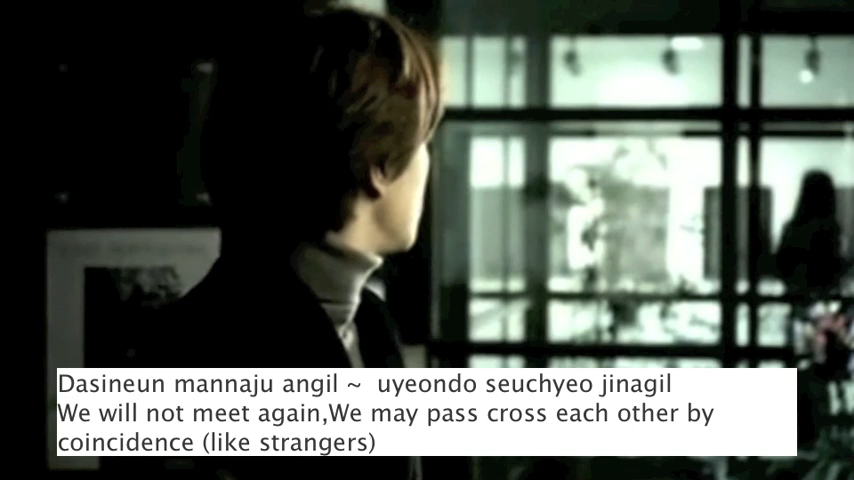 Dasineun mannaju angil ~  uyeondo seuchyeo jinagil
We will not meet again,We may pass cross each other by
coincidence (like strangers)